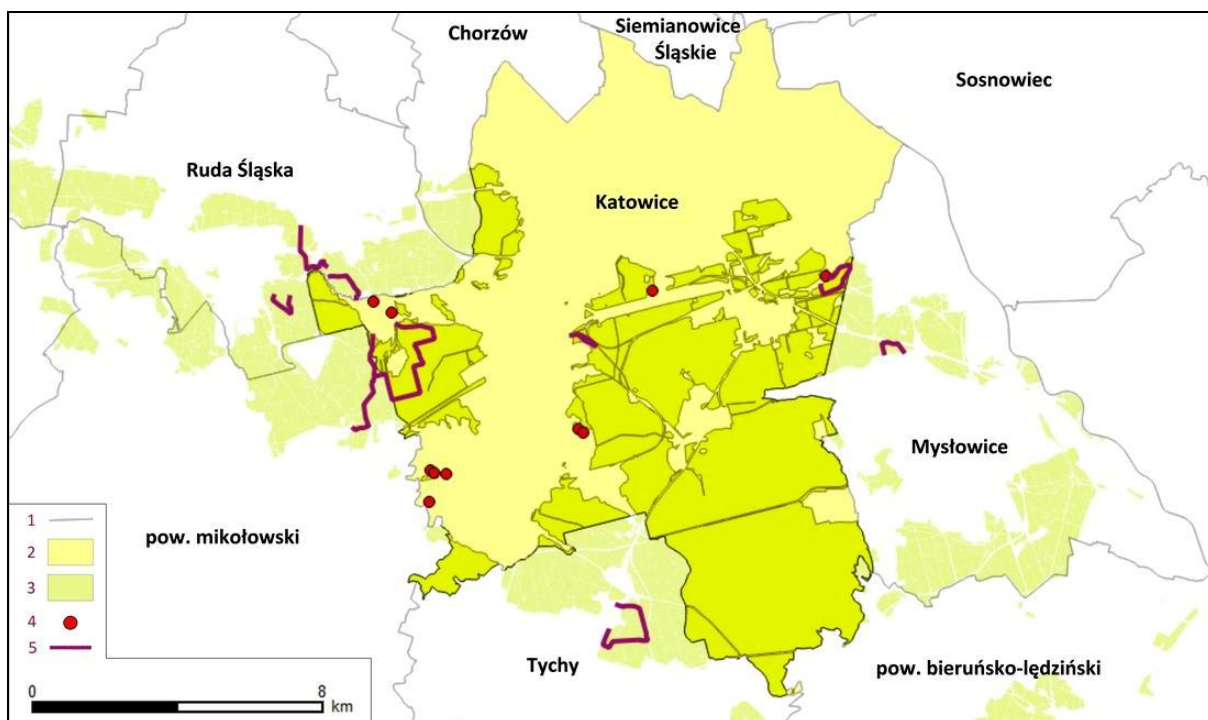 Chorzów
Siemianowice
Śląskie
Sosnowiec
Ruda Śląska
Katowice
Mysłowice
pow. mikołowski
Tychy
pow. bieruńsko-lędziński
1
2
3
4
5
0 8
km